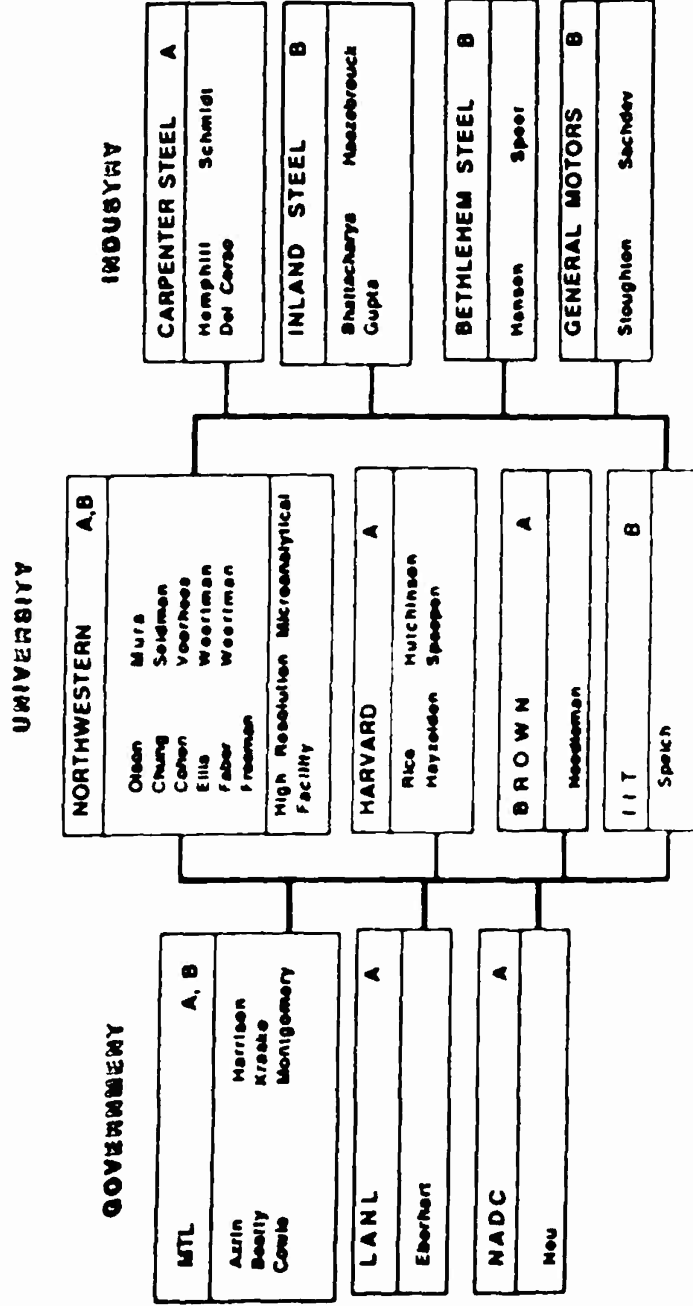 GOVERNMENT
MTL A, B
Azrin Harrison
Beatty
Cowie Montgomery
LANL A
Eberhart
NADC A
Neu
UNIVERSITY
NORTHWESTERN A,B
Olson Mura
Chung Seidman
Cohen Voorhees
Ellis Weertman
Faber Weertman
Freeman
High Resolution Microanalytical
Facility
HARVARD A
Rice Hutchinson
Spaepen
BROWN A
Needleman
IIT B
Speich
INDUSTRY
CARPENTER STEEL A
Hemphill Schmidt
Del Corso
INLAND STEEL B
Bhattacharya
Gupta
BETHLEHEM STEEL B
Hansen Speer
GENERAL MOTORS B
Stoughton Sachdev